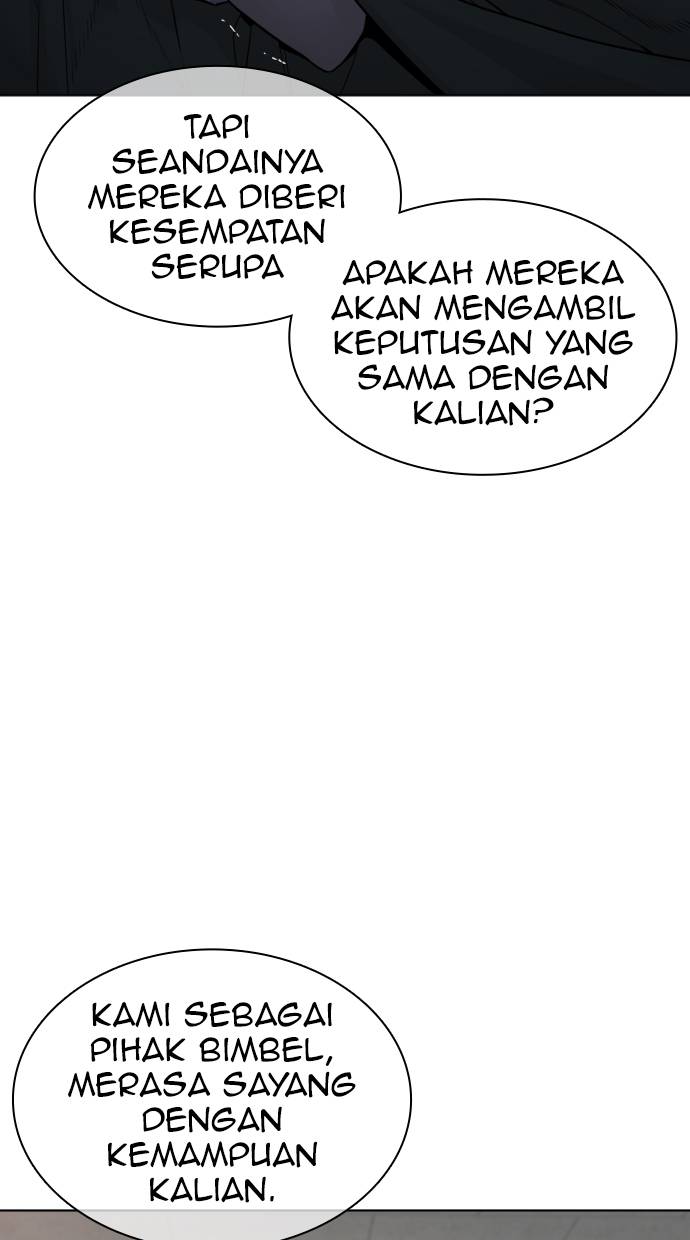 TAPI
SEANDAINYA
MEREKA DIBERI
KESEMPATAN
SERUPA
APAKAH MEREKA
AKAN MENGAMBIL
KEPUTUSAN YANG
SAMA DENGAN
KALIAN?
KAMI SEBAGAI
PIHAK BIMBEL,
MERASA SAYANG
DENGAN
KEMAMPUAN
KALIAN.